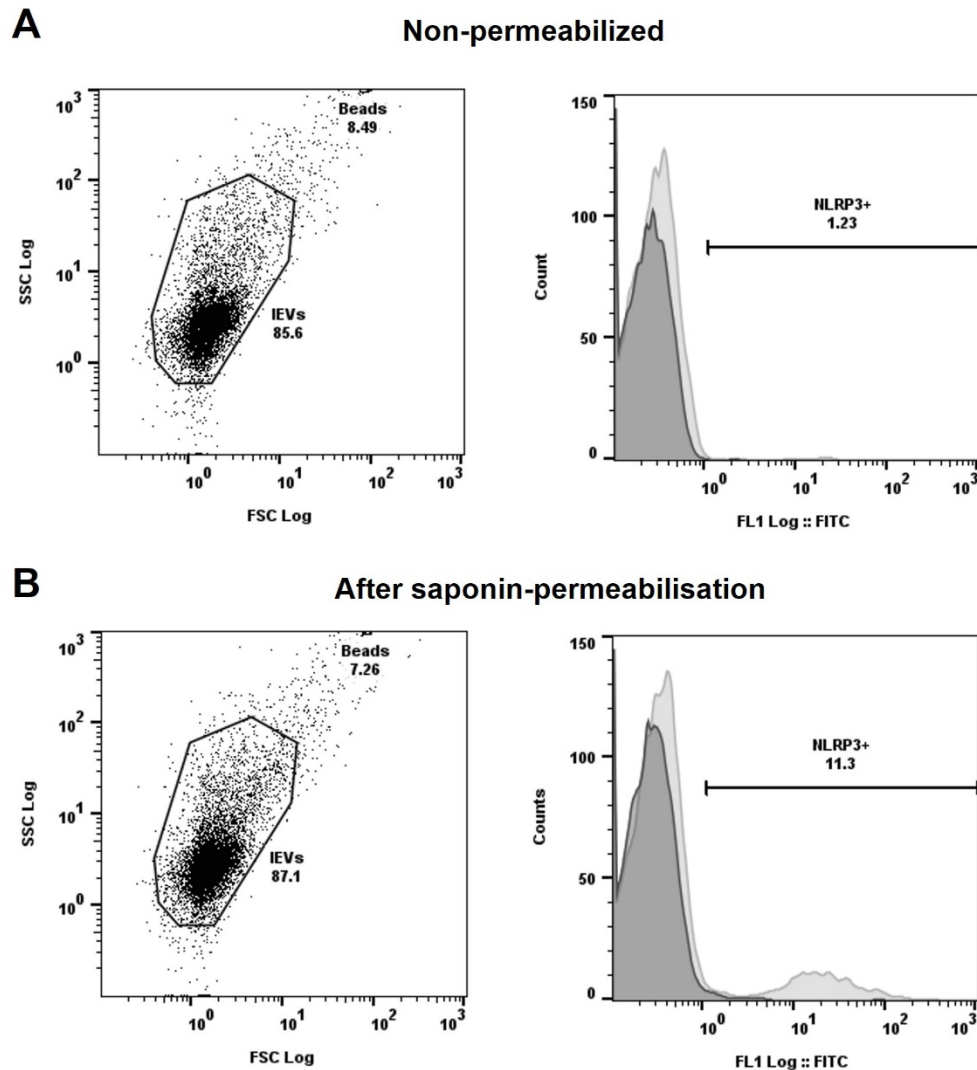 A
Non-permeabilized
10³
10²
10¹
10⁰
SSC Log
Beads
8.49
IEVs
85.6
10⁰
10¹
10²
10³
FSC Log
150
100
50
0
Count
NLRP3+
1.23
10⁰
10¹
10²
10³
FL1 Log :: FITC
B
After saponin-permeabilisation
10³
10²
10¹
10⁰
SSC Log
Beads
7.26
IEVs
87.1
10⁰
10¹
10²
10³
FSC Log
150
100
50
0
Counts
NLRP3+
11.3
10⁰
10¹
10²
10³
FL1 Log :: FITC